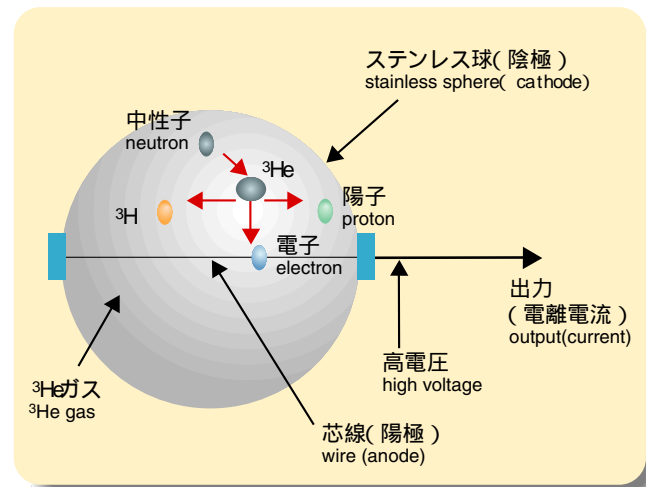 ステンレス球( 陰極 )
stainless sphere( cathode)
中性子
neutron
³He
³H
陽子
proton
電子
electron
出力
( 電離電流 )
output(current)
高電圧
high voltage
³Heガス
³He gas
芯線( 陽極 )
wire (anode)